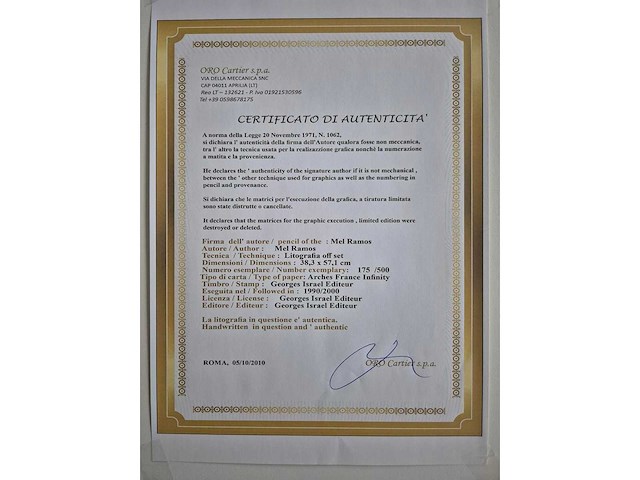 ORO Cartier s.p.a.
VIA DELLA MECCANICA SNC
CAP 04011 APRILIA (LT)
Reo LT – 132621 - P. Iva 01921530596
Tel +39 0598678175
CERTIFICATO DI AUTENTICITA'
A norma della Legge 20 Novembre 1971, N. 1062,
si dichiara l' autenticità della firma dell'Autore qualora fosse non meccanica,
tra l' altro la tecnica usata per la realizzazione grafica nonchè la numerazione
a matita e la provenienza.
He declares the ' authenticity of the signature author if it is not mechanical ,
between the ' other technique used for graphics as well as the numbering in
pencil and provenance.
Si dichiara che le matrici per l'esecuzione della grafica, a tiratura limitata
sono state distrutte o cancellate.
It declares that the matrices for the graphic execution , limited edition were
destroyed or deleted.
Firma dell' autore / pencil of the : Mel Ramos
Autore / Author : Mel Ramos
Tecnica / Technique : Litografia off set
Dimensioni / Dimensions : 38,3 x 57,1 cm
Numero esemplare / Number exemplary: 175 /500
Tipo di carta / Type of paper: Arches France Infinity
Timbro / Stamp : Georges Israel Editeur
Eseguita nel / Followed in : 1990/2000
Licenza / License : Georges Israel Editeur
Editore / Editeur : Georges Israel Editeur
La litografia in questione e' autentica.
Handwritten in question and ' authentic
ROMA, 05/10/2010
ORO Cartier s.p.a.